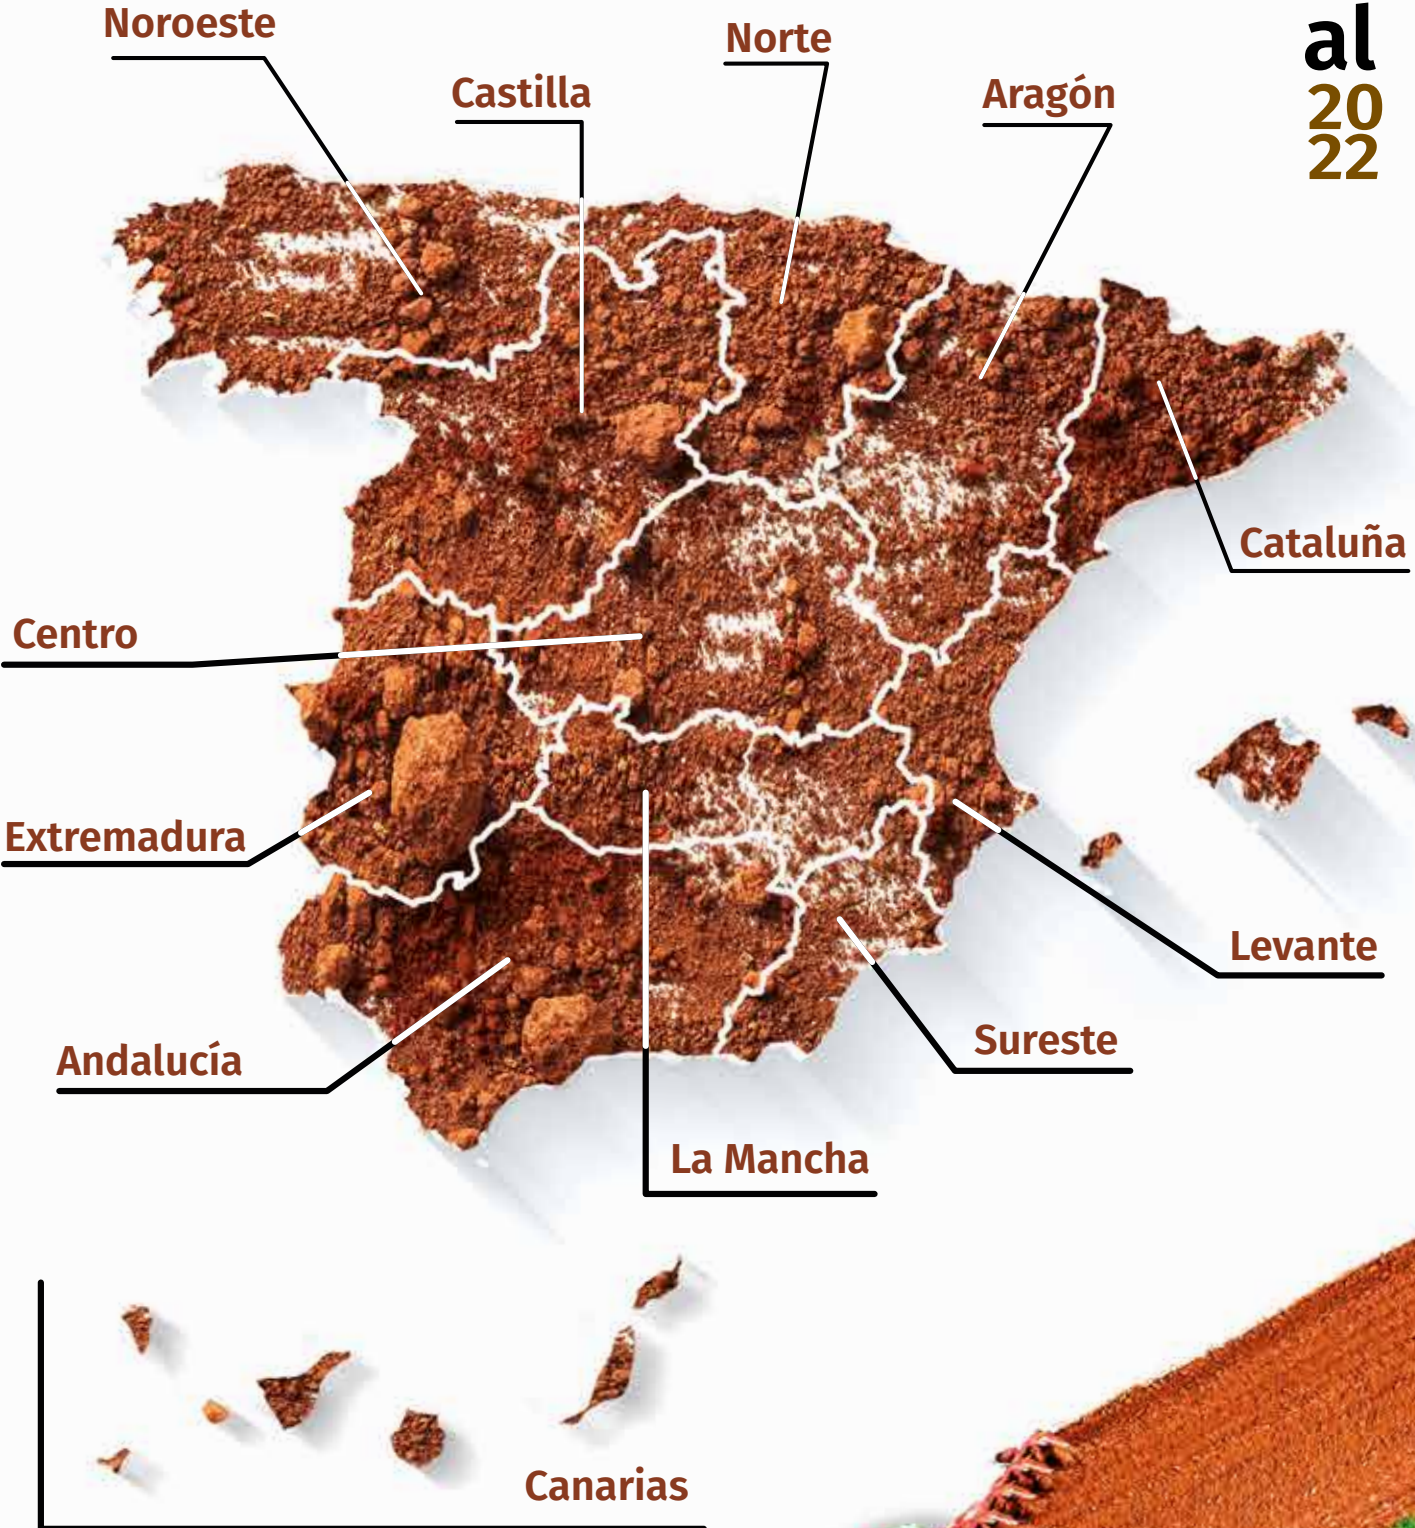 Noroeste
Norte
al
20
22
Castilla
Aragón
Cataluña
Centro
Extremadura
Levante
Sureste
Andalucía
La Mancha
Canarias